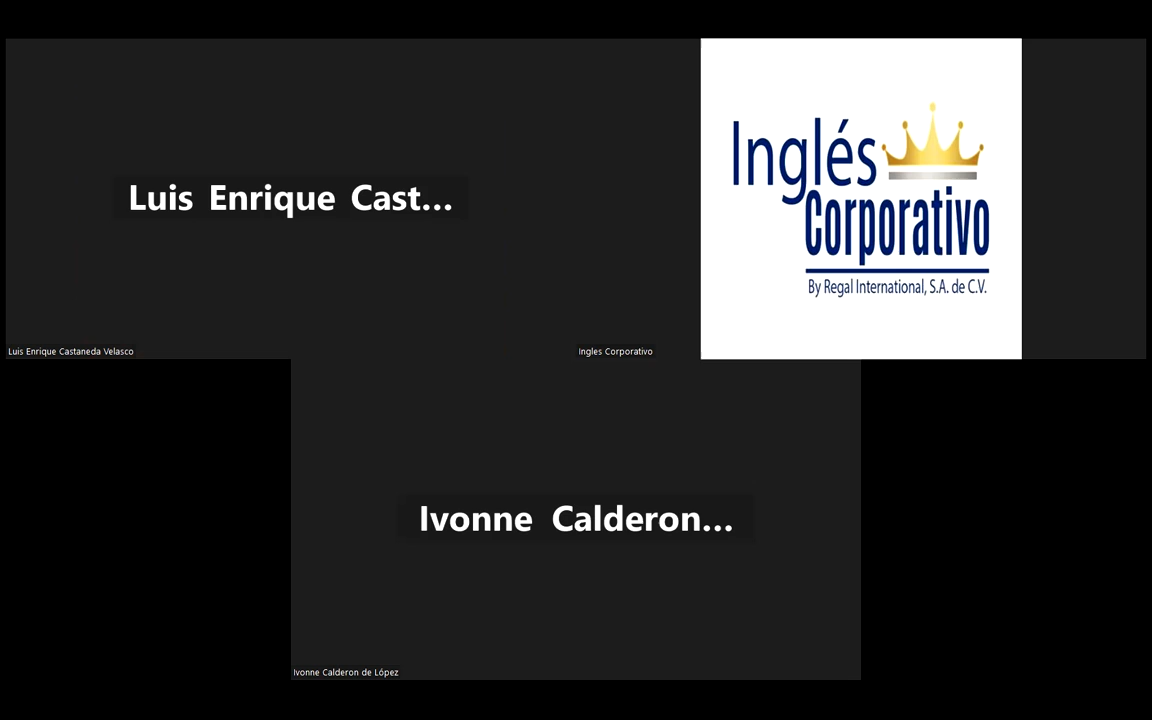 Luis Enrique Cast...
Luis Enrique Castaneda Velasco
Inglés
Corporativo
By Regal International, S.A. de C.V.
Ingles Corporativo
Ivonne Calderon...
Ivonne Calderon de López